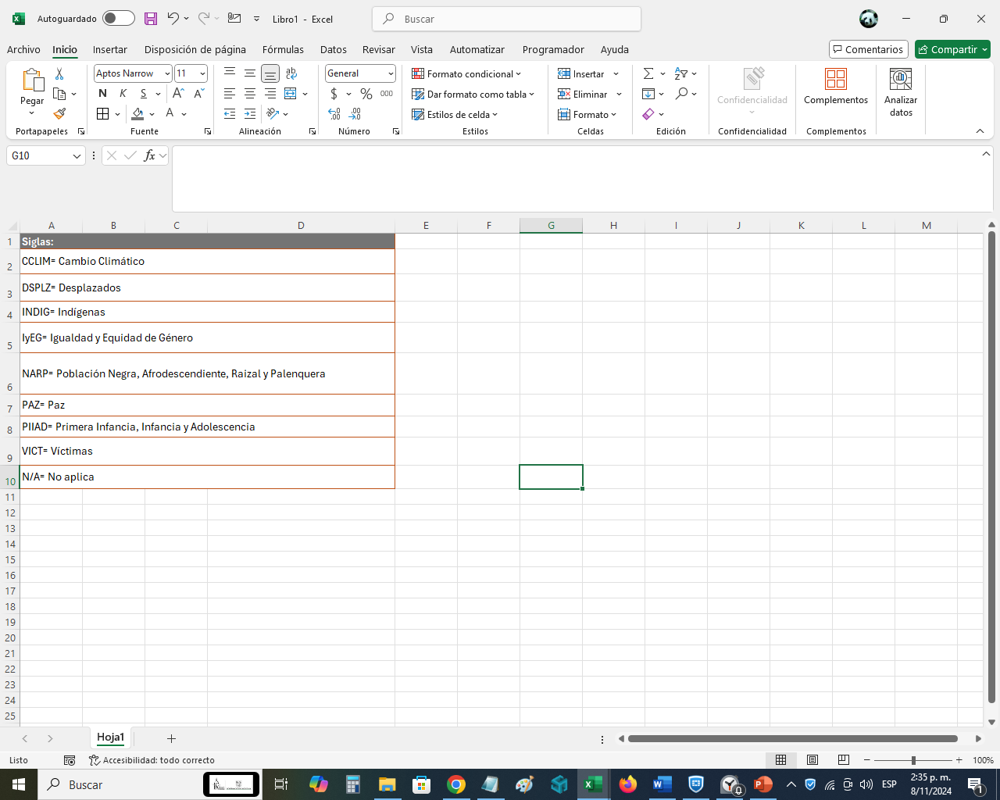 Autoguardado
Libro1 - Excel
Buscar
Archivo Inicio Insertar Disposición de página Fórmulas Datos Revisar Vista Automatizar Programador Ayuda Comentarios Compartir
Pegar
Portapapeles
Aptos Narrow 11
N K S A A
A
Fuente
ab
Alineación
General
$ % 000
Número
Formato condicional
Dar formato como tabla
Estilos de celda
Estilos
Insertar
Eliminar
Formato
Celdas
Edición
Confidencialidad
Confidencialidad
Complementos
Complementos
Analizar
datos
G10
fx
A B C D E F G H I J K L M
1 Siglas:
2 CCLIM= Cambio Climático
3 DSPLZ= Desplazados
4 INDIG= Indígenas
5 IyEG= Igualdad y Equidad de Género
6 NARP= Población Negra, Afrodescendiente, Raizal y Palenquera
7 PAZ= Paz
8 PIIAD= Primera Infancia, Infancia y Adolescencia
9 VICT= Víctimas
10 N/A= No aplica
11
12
13
14
15
16
17
18
19
20
21
22
23
24
25
Hoja1
Listo
Accesibilidad: todo correcto
100%
Buscar
ESP
2:35 p. m.
8/11/2024
1